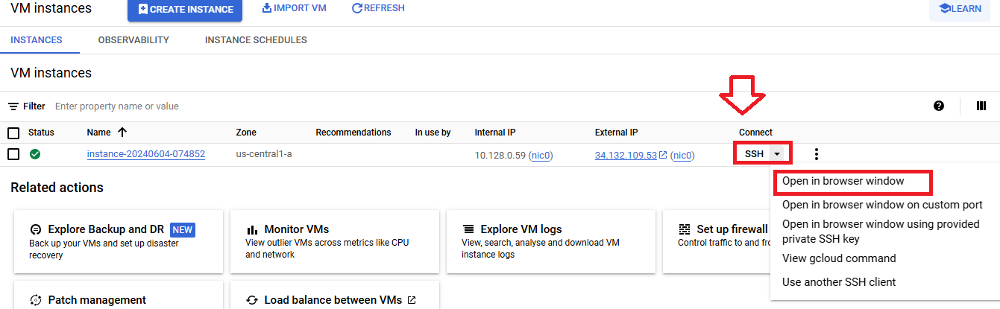 VM instances CREATE INSTANCE IMPORT VM REFRESH LEARN
INSTANCES OBSERVABILITY INSTANCE SCHEDULES
VM instances
Filter Enter property name or value
Status Name Zone Recommendations In use by Internal IP External IP Connect
instance-20240604-074852 us-central1-a 10.128.0.59 (nic0) 34.132.109.53 (nic0) SSH
Open in browser window
Open in browser window on custom port
Open in browser window using provided
private SSH key
View gcloud command
Use another SSH client
Related actions
Explore Backup and DR NEW
Back up your VMs and set up disaster
recovery
Monitor VMs
View outlier VMs across metrics like CPU
and network
Explore VM logs
View, search, analyse and download VM
instance logs
Set up firewall
Control traffic to and
Patch management
Load balance between VMs